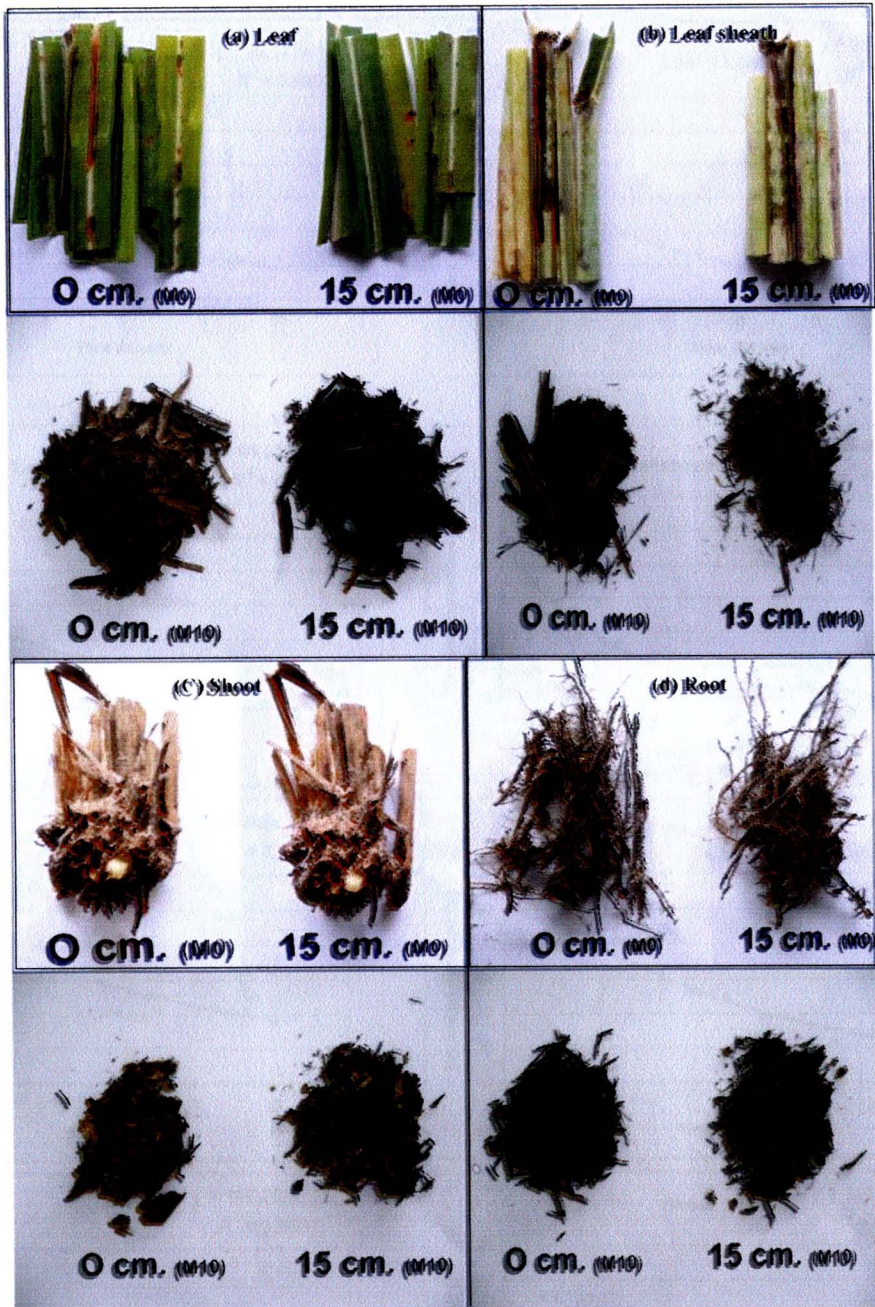 (a) Leaf
(b) Leaf sheath
0 cm. (M0)
15 cm. (M0)
0 cm. (M0)
15 cm. (M0)
0 cm. (M10)
15 cm. (M10)
0 cm. (M10)
15 cm. (M10)
(C) Shoot
(d) Root
0 cm. (M0)
15 cm. (M0)
0 cm. (M0)
15 cm. (M0)
0 cm. (M10)
15 cm. (M10)
0 cm. (M10)
15 cm. (M10)